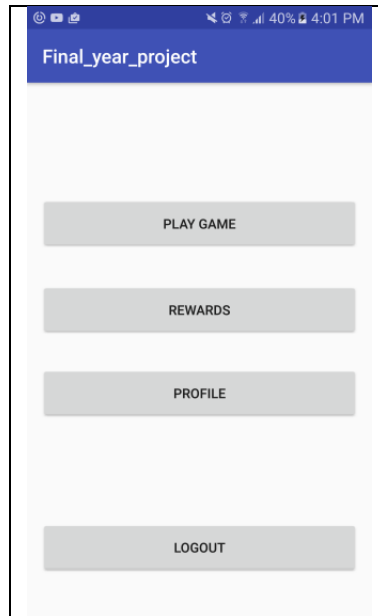 40% 4:01 PM
Final_year_project
PLAY GAME
REWARDS
PROFILE
LOGOUT